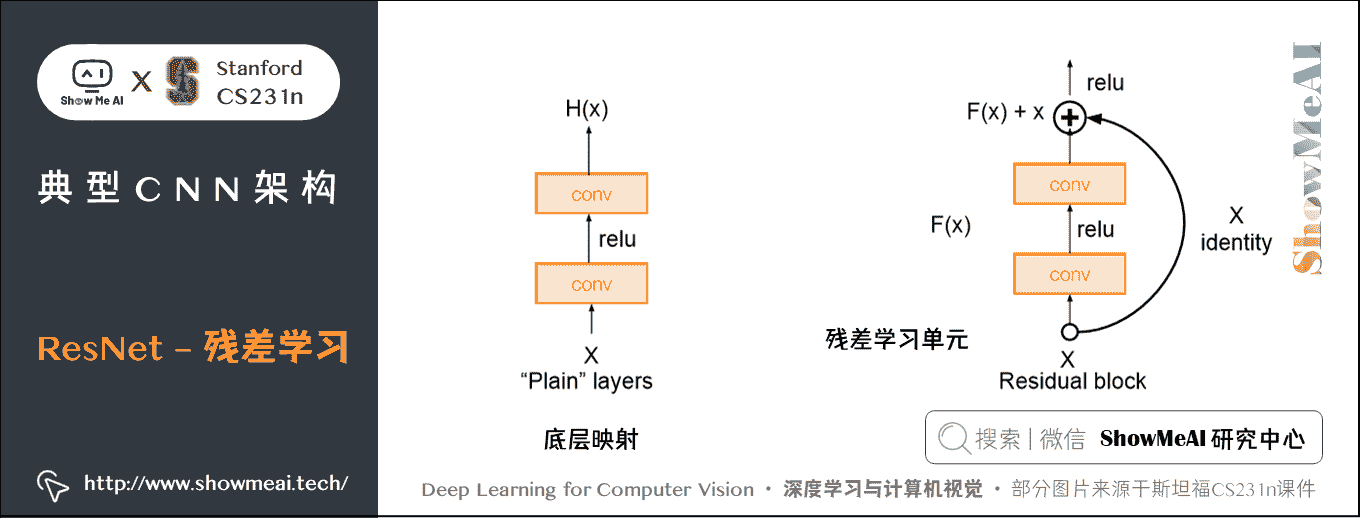 Show Me AI
X
Stanford
CS231n
典型CNN架构
ResNet - 残差学习
http://www.showmeai.tech/
H(x)
conv
relu
conv
X
"Plain" layers
底层映射
relu
F(x) + x
conv
F(x)
relu
X
identity
conv
残差学习单元
X
Residual block
ShowMeAI
搜索 | 微信 ShowMeAI 研究中心
Deep Learning for Computer Vision · 深度学习与计算机视觉 · 部分图片来源于斯坦福CS231n课件